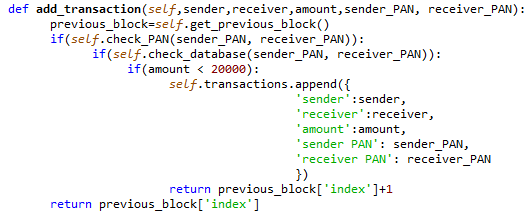 def add_transaction(self,sender,receiver,amount,sender_PAN, receiver_PAN):
    previous_block=self.get_previous_block()
    if(self.check_PAN(sender_PAN, receiver_PAN)):
        if(self.check_database(sender_PAN, receiver_PAN)):
            if(amount < 20000):
                self.transactions.append({
                                    'sender':sender,
                                    'receiver':receiver,
                                    'amount':amount,
                                    'sender PAN': sender_PAN,
                                    'receiver PAN': receiver_PAN
                                    })
                return previous_block['index']+1
    return previous_block['index']